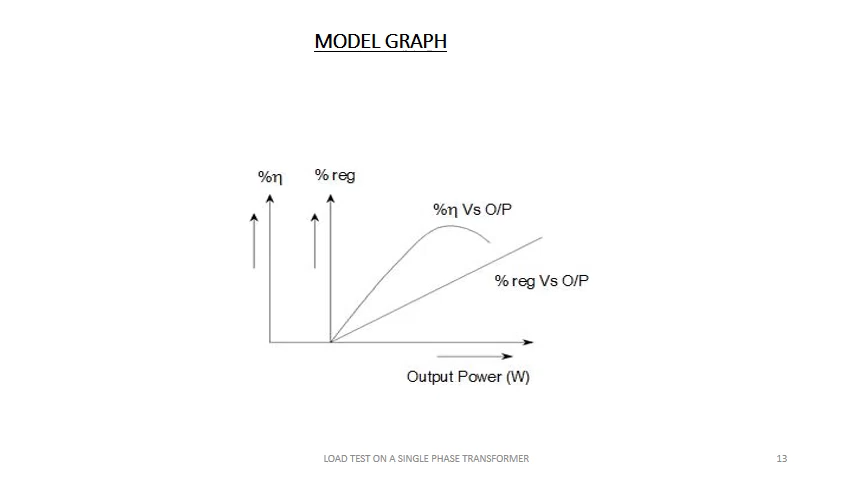 MODEL GRAPH
%η
% reg
%η Vs O/P
% reg Vs O/P
Output Power (W)
LOAD TEST ON A SINGLE PHASE TRANSFORMER
13